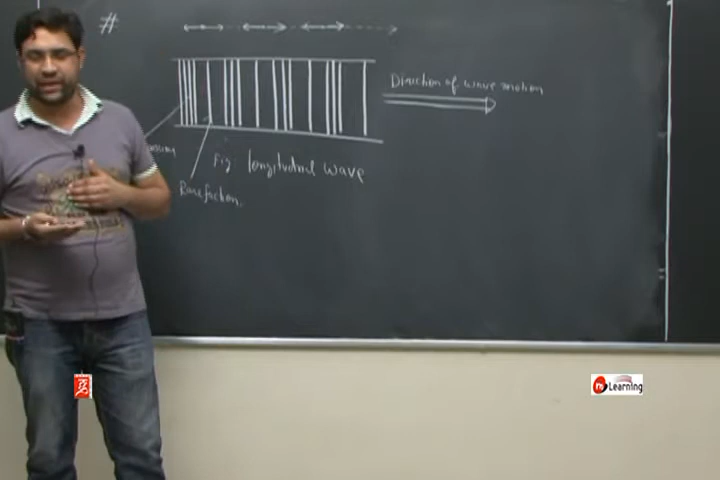 #
Direction of wave motion
Fig longitudinal wave
Rarefaction.
Learning